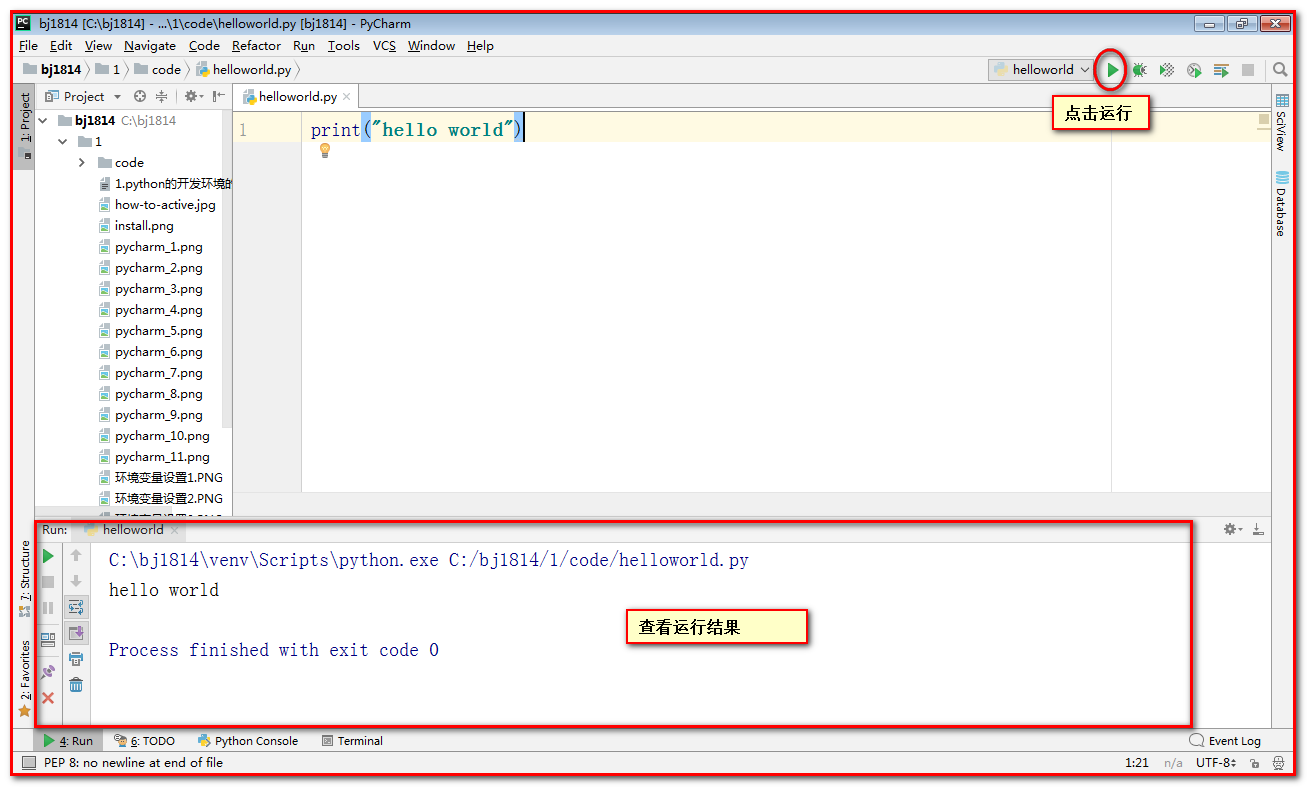 bj1814 [C:\bj1814] - ...\1\code\helloworld.py [bj1814] - PyCharm
File Edit View Navigate Code Refactor Run Tools VCS Window Help
bj1814 1 code helloworld.py helloworld
点击运行
1: Project
Project
helloworld.py
bj1814 C:\bj1814
1
code
1.python的开发环境的
how-to-active.jpg
install.png
pycharm_1.png
pycharm_2.png
pycharm_3.png
pycharm_4.png
pycharm_5.png
pycharm_6.png
pycharm_7.png
pycharm_8.png
pycharm_9.png
pycharm_10.png
pycharm_11.png
环境变量设置1.PNG
环境变量设置2.PNG
1 print("hello world")
SciView
Database
Run: helloworld
C:\bj1814\venv\Scripts\python.exe C:/bj1814/1/code/helloworld.py
hello world
查看运行结果
Process finished with exit code 0
7: Structure
2: Favorites
4: Run 6: TODO Python Console Terminal Event Log
PEP 8: no newline at end of file 1:21 n/a UTF-8